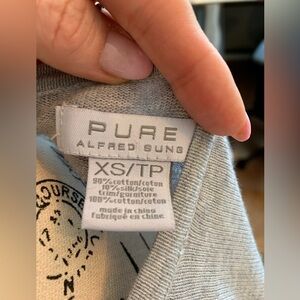 PURE
ALFRED SUNG
XS/TP
90% cotton/coton
10% silk/soie
trim/garniture
100% cotton/coton
made in china
fabriqué en chine